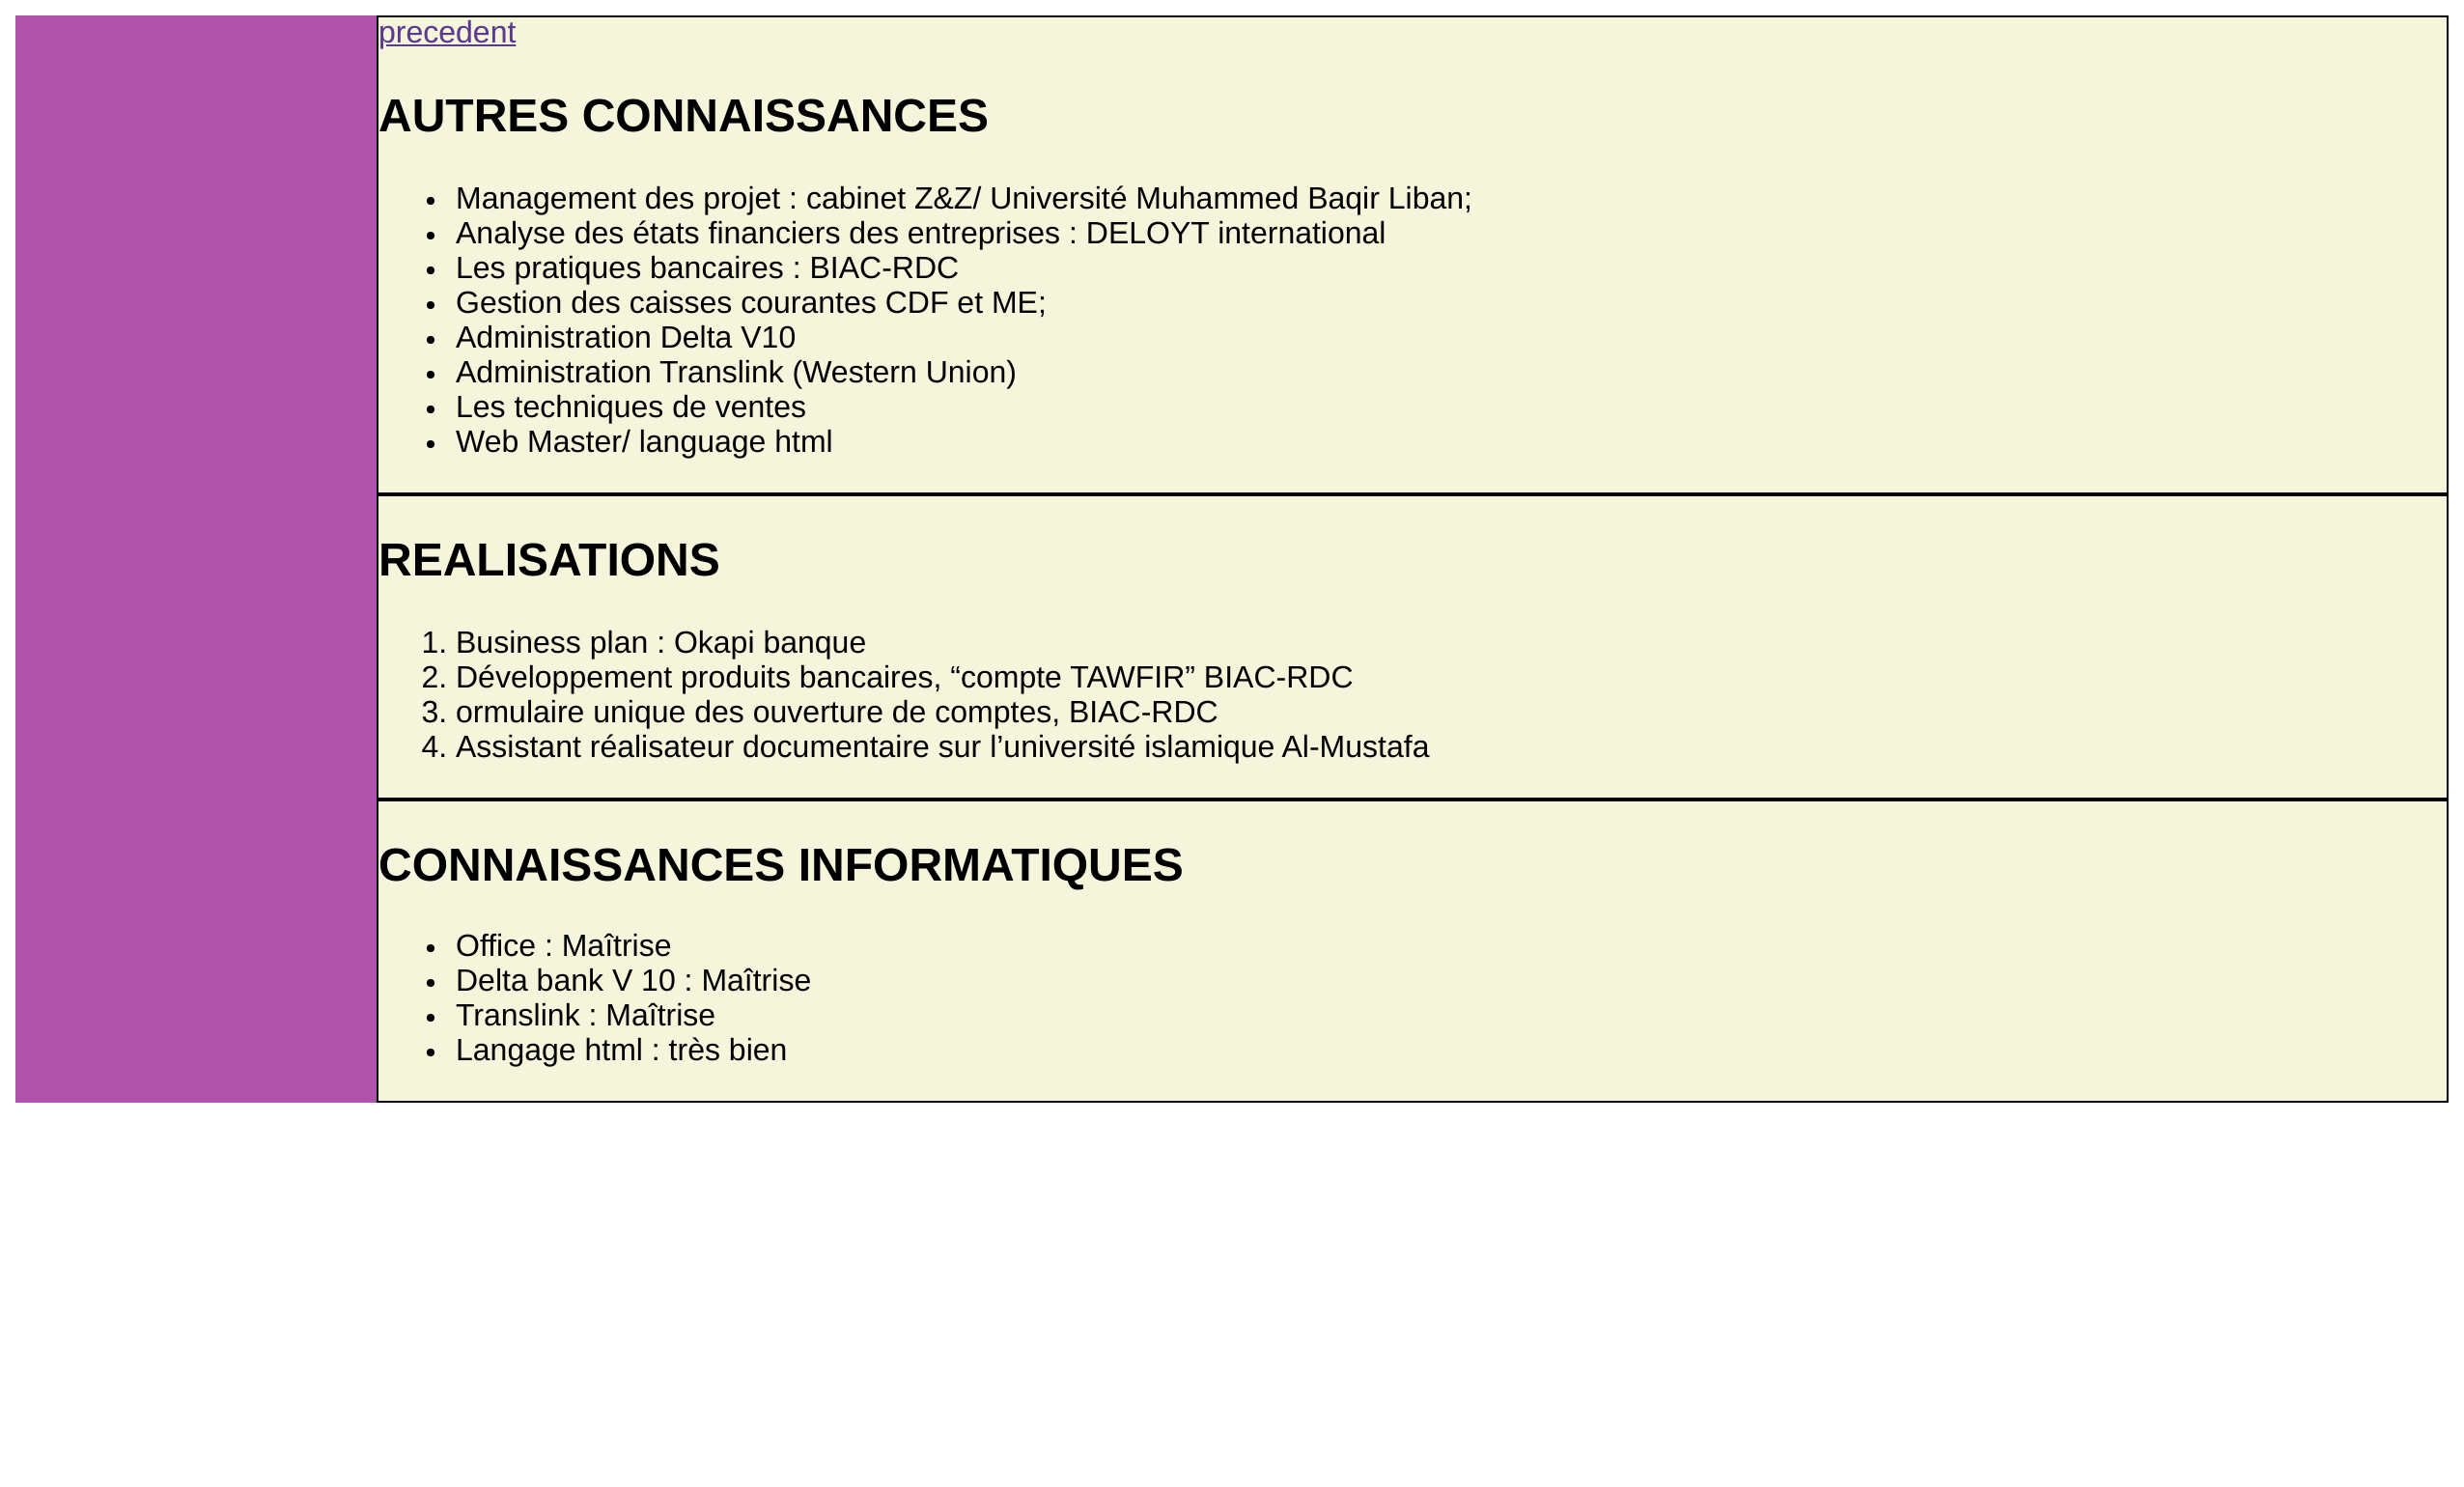 precedent
AUTRES CONNAISSANCES
• Management des projet : cabinet Z&Z/ Université Muhammed Baqir Liban;
• Analyse des états financiers des entreprises : DELOYT international
• Les pratiques bancaires : BIAC-RDC
• Gestion des caisses courantes CDF et ME;
• Administration Delta V10
• Administration Translink (Western Union)
• Les techniques de ventes
• Web Master/ language html
REALISATIONS
1. Business plan : Okapi banque
2. Développement produits bancaires, “compte TAWFIR” BIAC-RDC
3. ormulaire unique des ouverture de comptes, BIAC-RDC
4. Assistant réalisateur documentaire sur l’université islamique Al-Mustafa
CONNAISSANCES INFORMATIQUES
• Office : Maîtrise
• Delta bank V 10 : Maîtrise
• Translink : Maîtrise
• Langage html : très bien